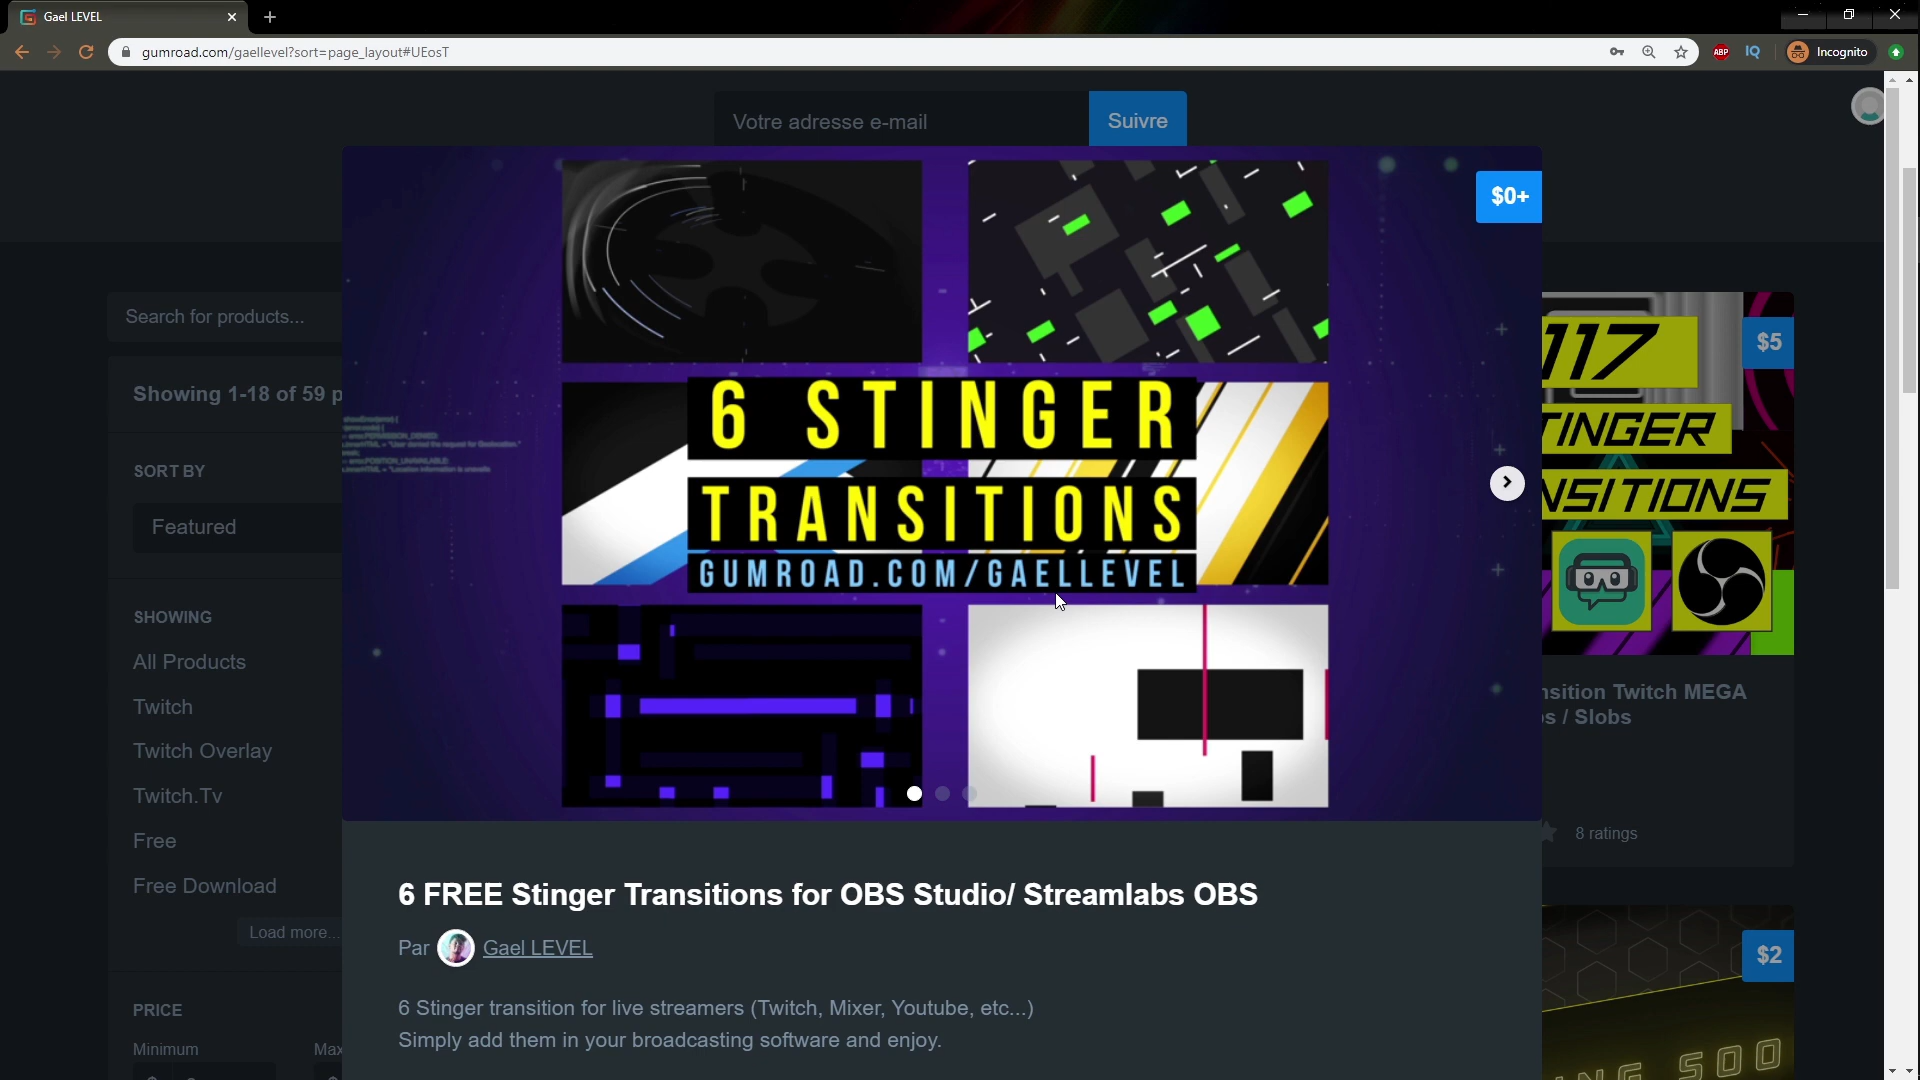 Gael LEVEL
gumroad.com/gaellevel?sort=page_layout#UEosT
ABP
IQ
Incognito
Votre adresse e-mail
Suivre
$0+
Search for products...
Showing 1-18 of 59 p
SORT BY
Featured
SHOWING
All Products
Twitch
Twitch Overlay
Twitch.Tv
Free
Free Download
Load more...
PRICE
Minimum
Max
6 STINGER
TRANSITIONS
GUMROAD.COM/GAELLEVEL
6 FREE Stinger Transitions for OBS Studio/ Streamlabs OBS
Par Gael LEVEL
6 Stinger transition for live streamers (Twitch, Mixer, Youtube, etc...)
Simply add them in your broadcasting software and enjoy.
117
$5
TINGER
NSITIONS
nsition Twitch MEGA
s / Slobs
8 ratings
$2
NG 500